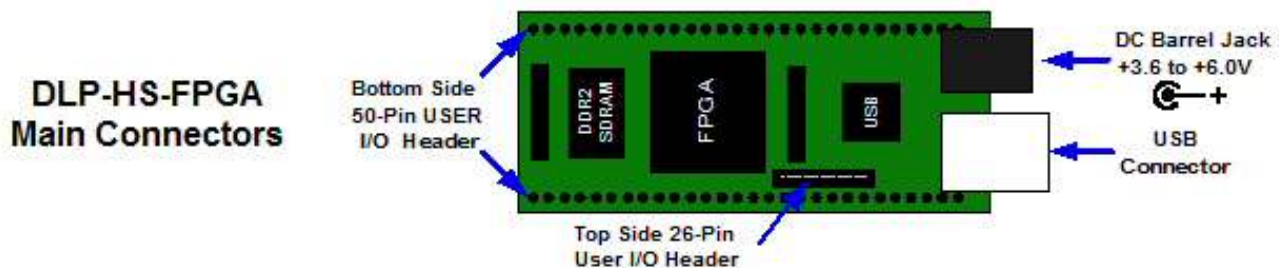 DLP-HS-FPGA
Main Connectors
Bottom Side
50-Pin USER
I/O Header
DDR2
SDRAM
FPGA
USB
DC Barrel Jack
+3.6 to +6.0V
+
USB
Connector
Top Side 26-Pin
User I/O Header